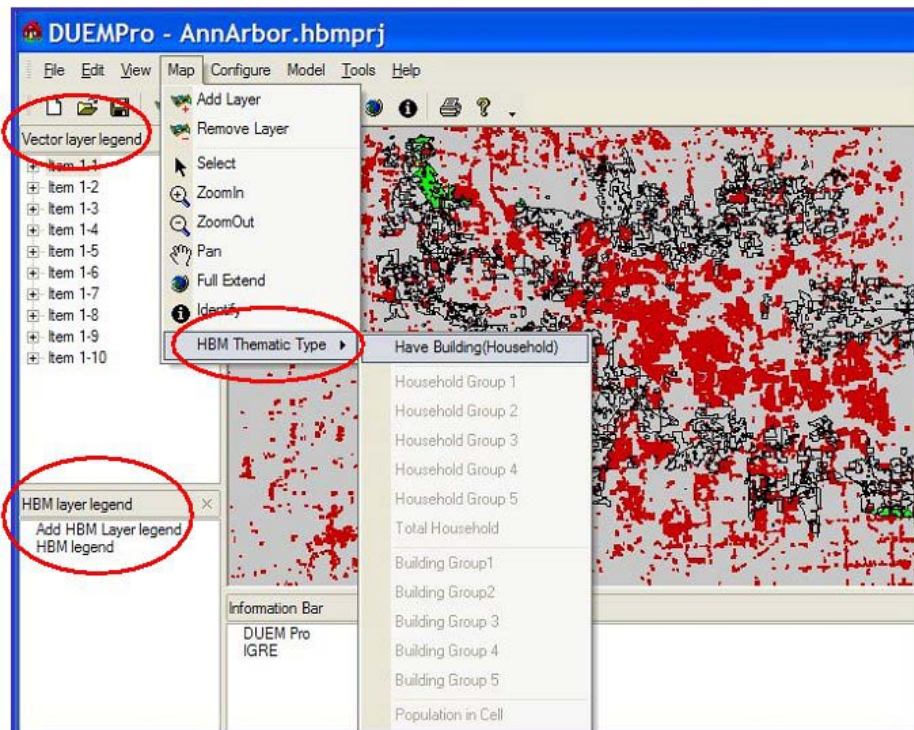 DUEMPro - AnnArbor.hbmprj
File Edit View Map Configure Model Tools Help
Vector layer legend
Item 1-1
Item 1-2
Item 1-3
Item 1-4
Item 1-5
Item 1-6
Item 1-7
Item 1-8
Item 1-9
Item 1-10
Add Layer
Remove Layer
Select
ZoomIn
ZoomOut
Pan
Full Extend
Identify
HBM Thematic Type
Have Building(Household)
Household Group 1
Household Group 2
Household Group 3
Household Group 4
Household Group 5
Total Household
Building Group1
Building Group2
Building Group 3
Building Group 4
Building Group 5
Population in Cell
HBM layer legend
Add HBM Layer legend
HBM legend
Information Bar
DUEM Pro
IGRE